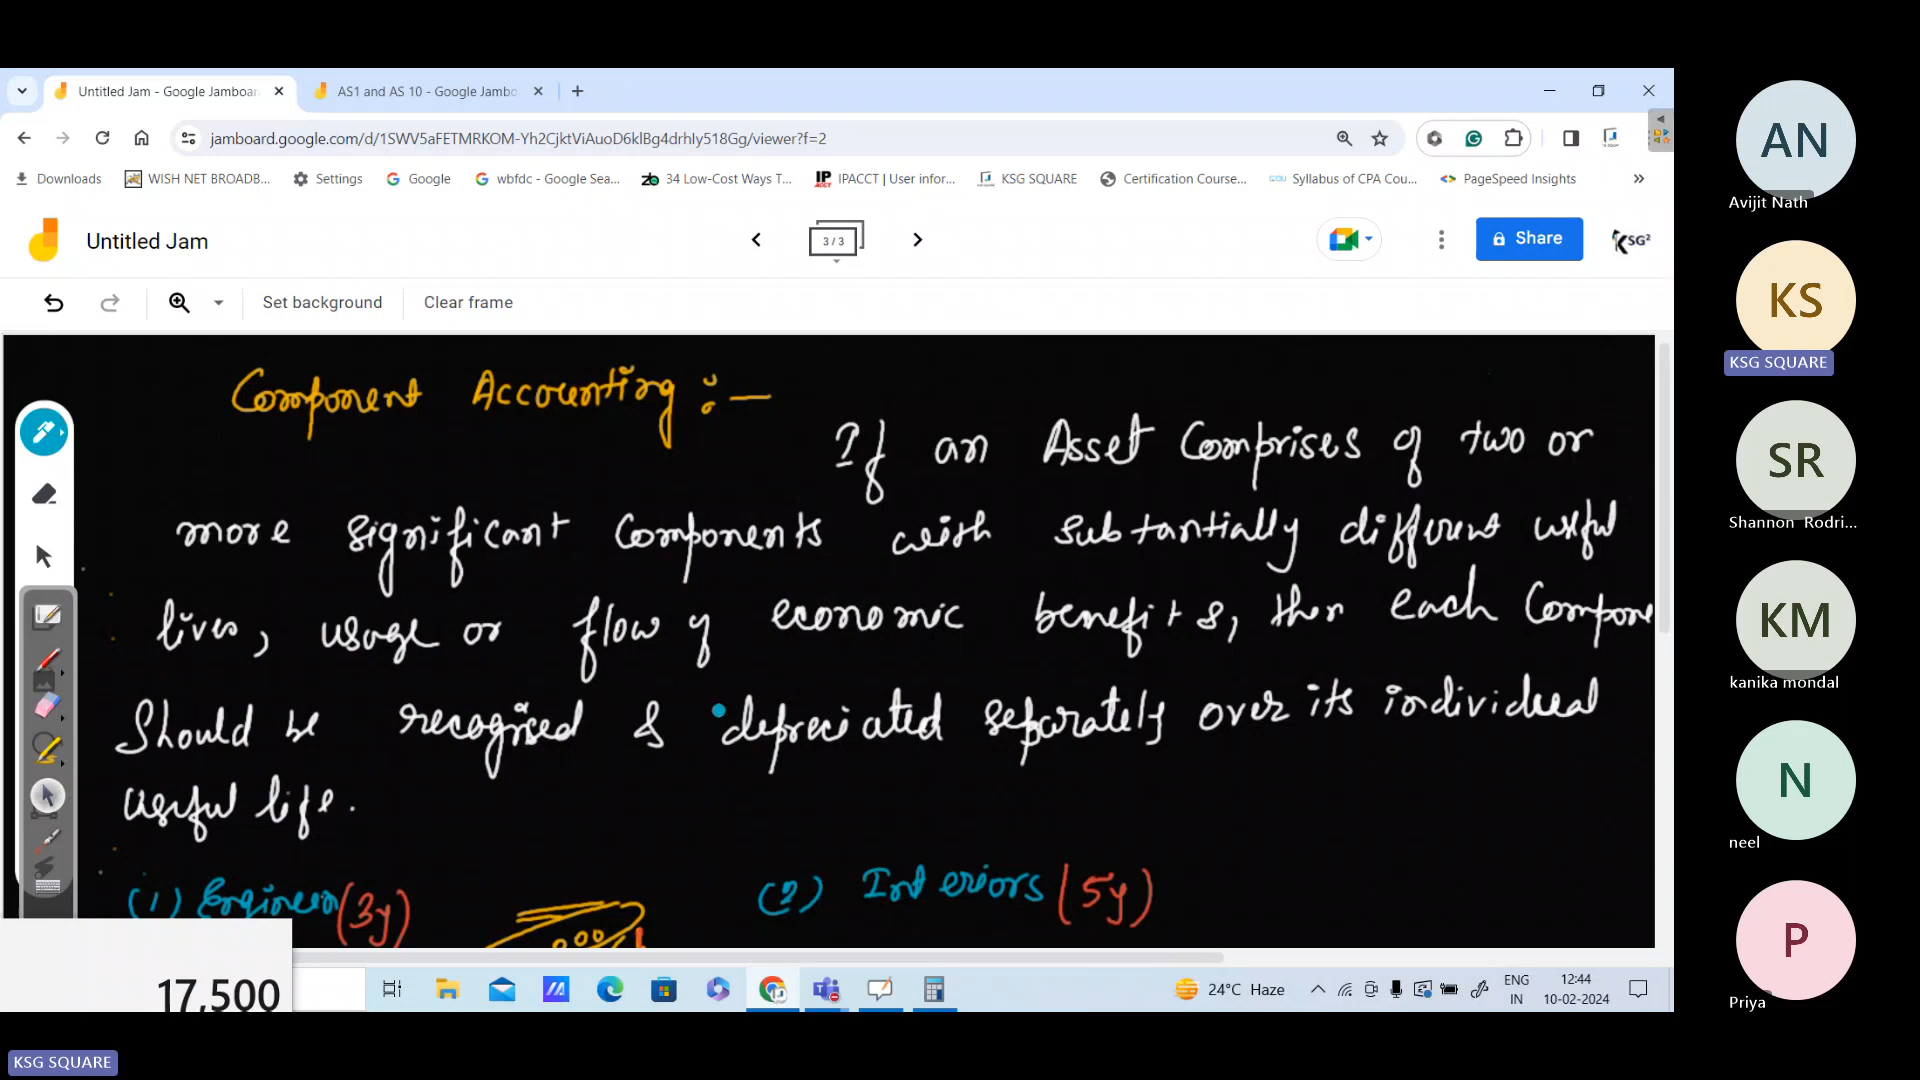 Untitled Jam - Google Jamboar
AS1 and AS 10 - Google Jambo
jamboard.google.com/d/1SWV5aFETMRKOM-Yh2CjktViAuoD6klBg4drhIy518Gg/viewer?f=2
Downloads
WISH NET BROADB...
Settings
Google
wbfdc - Google Sea...
34 Low-Cost Ways T...
IPACCT | User infor...
KSG SQUARE
Certification Course...
Syllabus of CPA Cou...
PageSpeed Insights
Untitled Jam
3 / 3
Share
KSG²
Set background
Clear frame
Component Accounting :—
If an Asset Comprises of two or
more significant Components with substantially different useful
lives, usage or flow of economic benefits, then each Compone
Should be recognised & depreciated separately over its individual
useful life.
(1) Engines (3y)
(2) Interiors (5y)
17,500
24°C Haze
ENG
IN
12:44
10-02-2024
AN
Avijit Nath
KS
KSG SQUARE
SR
Shannon Rodri...
KM
kanika mondal
N
neel
P
Priya
KSG SQUARE